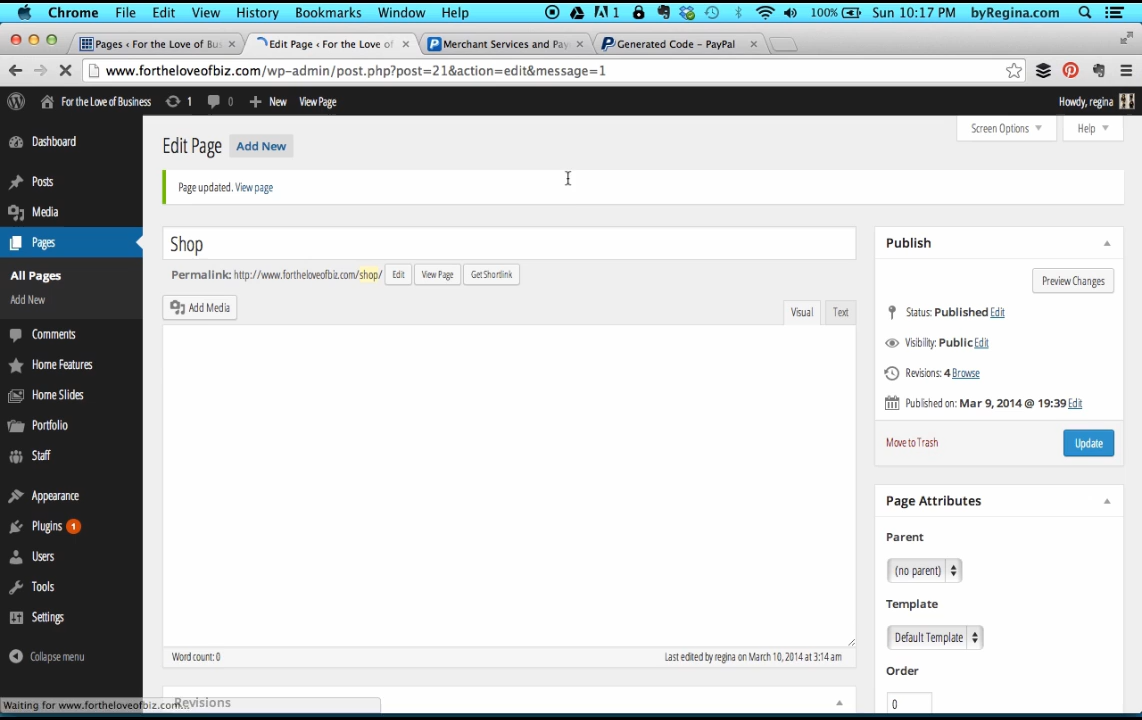 Chrome File Edit View History Bookmarks Window Help 1 100% Sun 10:17 PM byRegina.com
Pages ‹ For the Love of Bus × Edit Page ‹ For the Love of × Merchant Services and Pay × Generated Code - PayPal ×
www.fortheloveofbiz.com/wp-admin/post.php?post=21&action=edit&message=1
For the Love of Business 1 0 New View Page Howdy, regina
Screen Options Help
Dashboard
Posts
Media
Pages
All Pages
Add New
Comments
Home Features
Home Slides
Portfolio
Staff
Appearance
Plugins 1
Users
Tools
Settings
Collapse menu
Edit Page Add New
Page updated. View page
Shop
Permalink: http://www.fortheloveofbiz.com/shop/ Edit View Page Get Shortlink
Add Media
Visual Text
Word count: 0 Last edited by regina on March 10, 2014 at 3:14 am
Revisions
Publish
Preview Changes
Status: Published Edit
Visibility: Public Edit
Revisions: 4 Browse
Published on: Mar 9, 2014 @ 19:39 Edit
Move to Trash Update
Page Attributes
Parent
(no parent)
Template
Default Template
Order
0
Waiting for www.fortheloveofbiz.com...